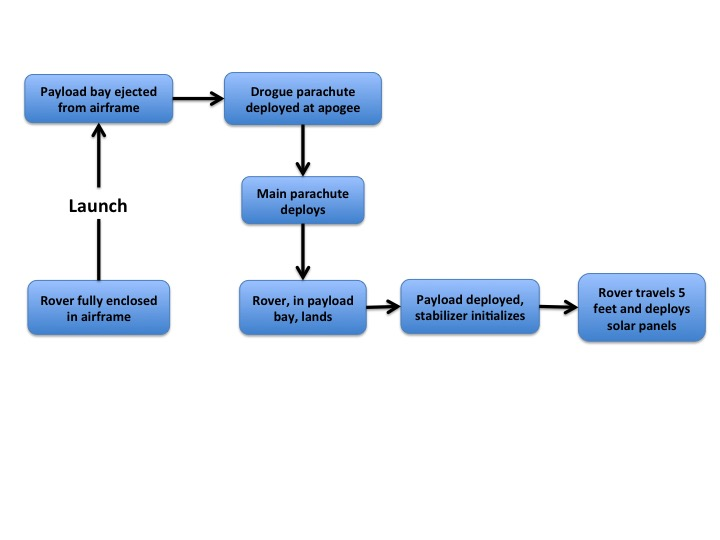 Payload bay ejected
from airframe
Drogue parachute
deployed at apogee
Main parachute
deploys
Launch
Rover fully enclosed
in airframe
Rover, in payload
bay, lands
Payload deployed,
stabilizer initializes
Rover travels 5
feet and deploys
solar panels